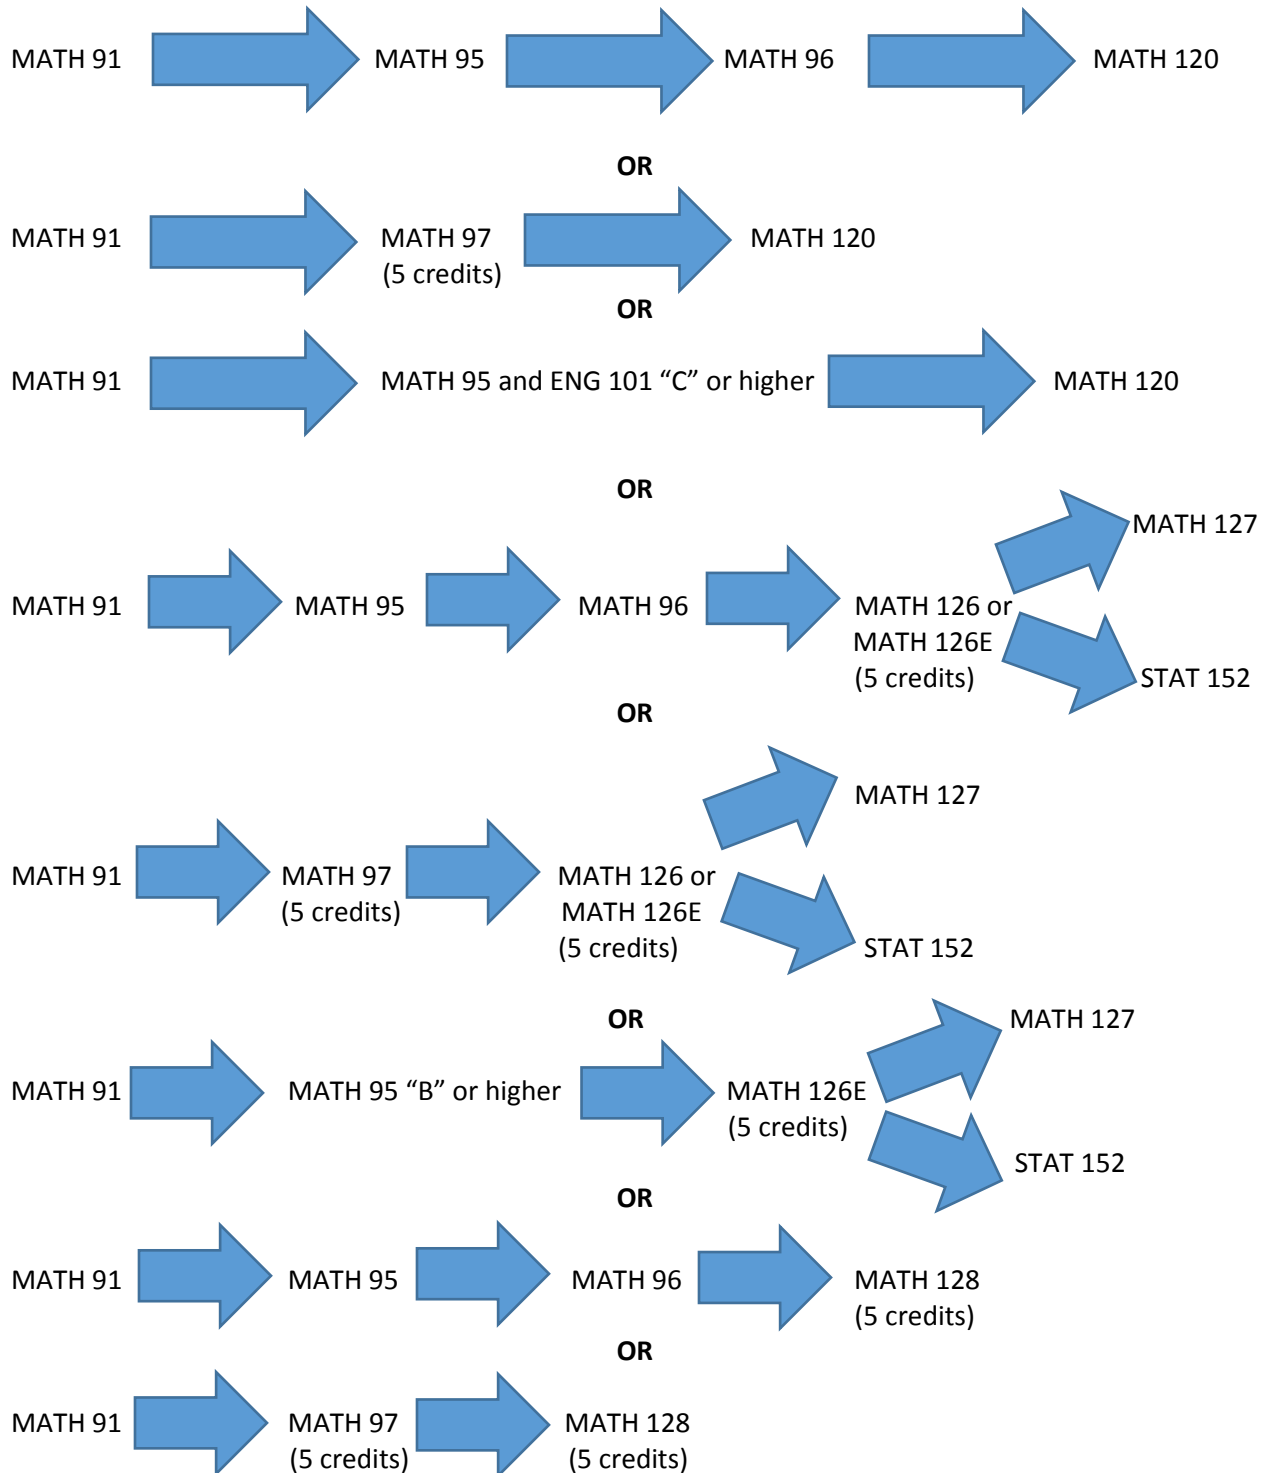 MATH 91 MATH 95 MATH 96 MATH 120
OR
MATH 91 MATH 97 MATH 120
(5 credits)
OR
MATH 91 MATH 95 and ENG 101 “C” or higher MATH 120
OR
MATH 127
MATH 91 MATH 95 MATH 96 MATH 126 or
MATH 126E
(5 credits)
STAT 152
OR
MATH 127
MATH 91 MATH 97 MATH 126 or
(5 credits) MATH 126E
(5 credits)
STAT 152
OR
MATH 127
MATH 91 MATH 95 “B” or higher MATH 126E
(5 credits)
STAT 152
OR
MATH 91 MATH 95 MATH 96 MATH 128
(5 credits)
OR
MATH 91 MATH 97 MATH 128
(5 credits) (5 credits)